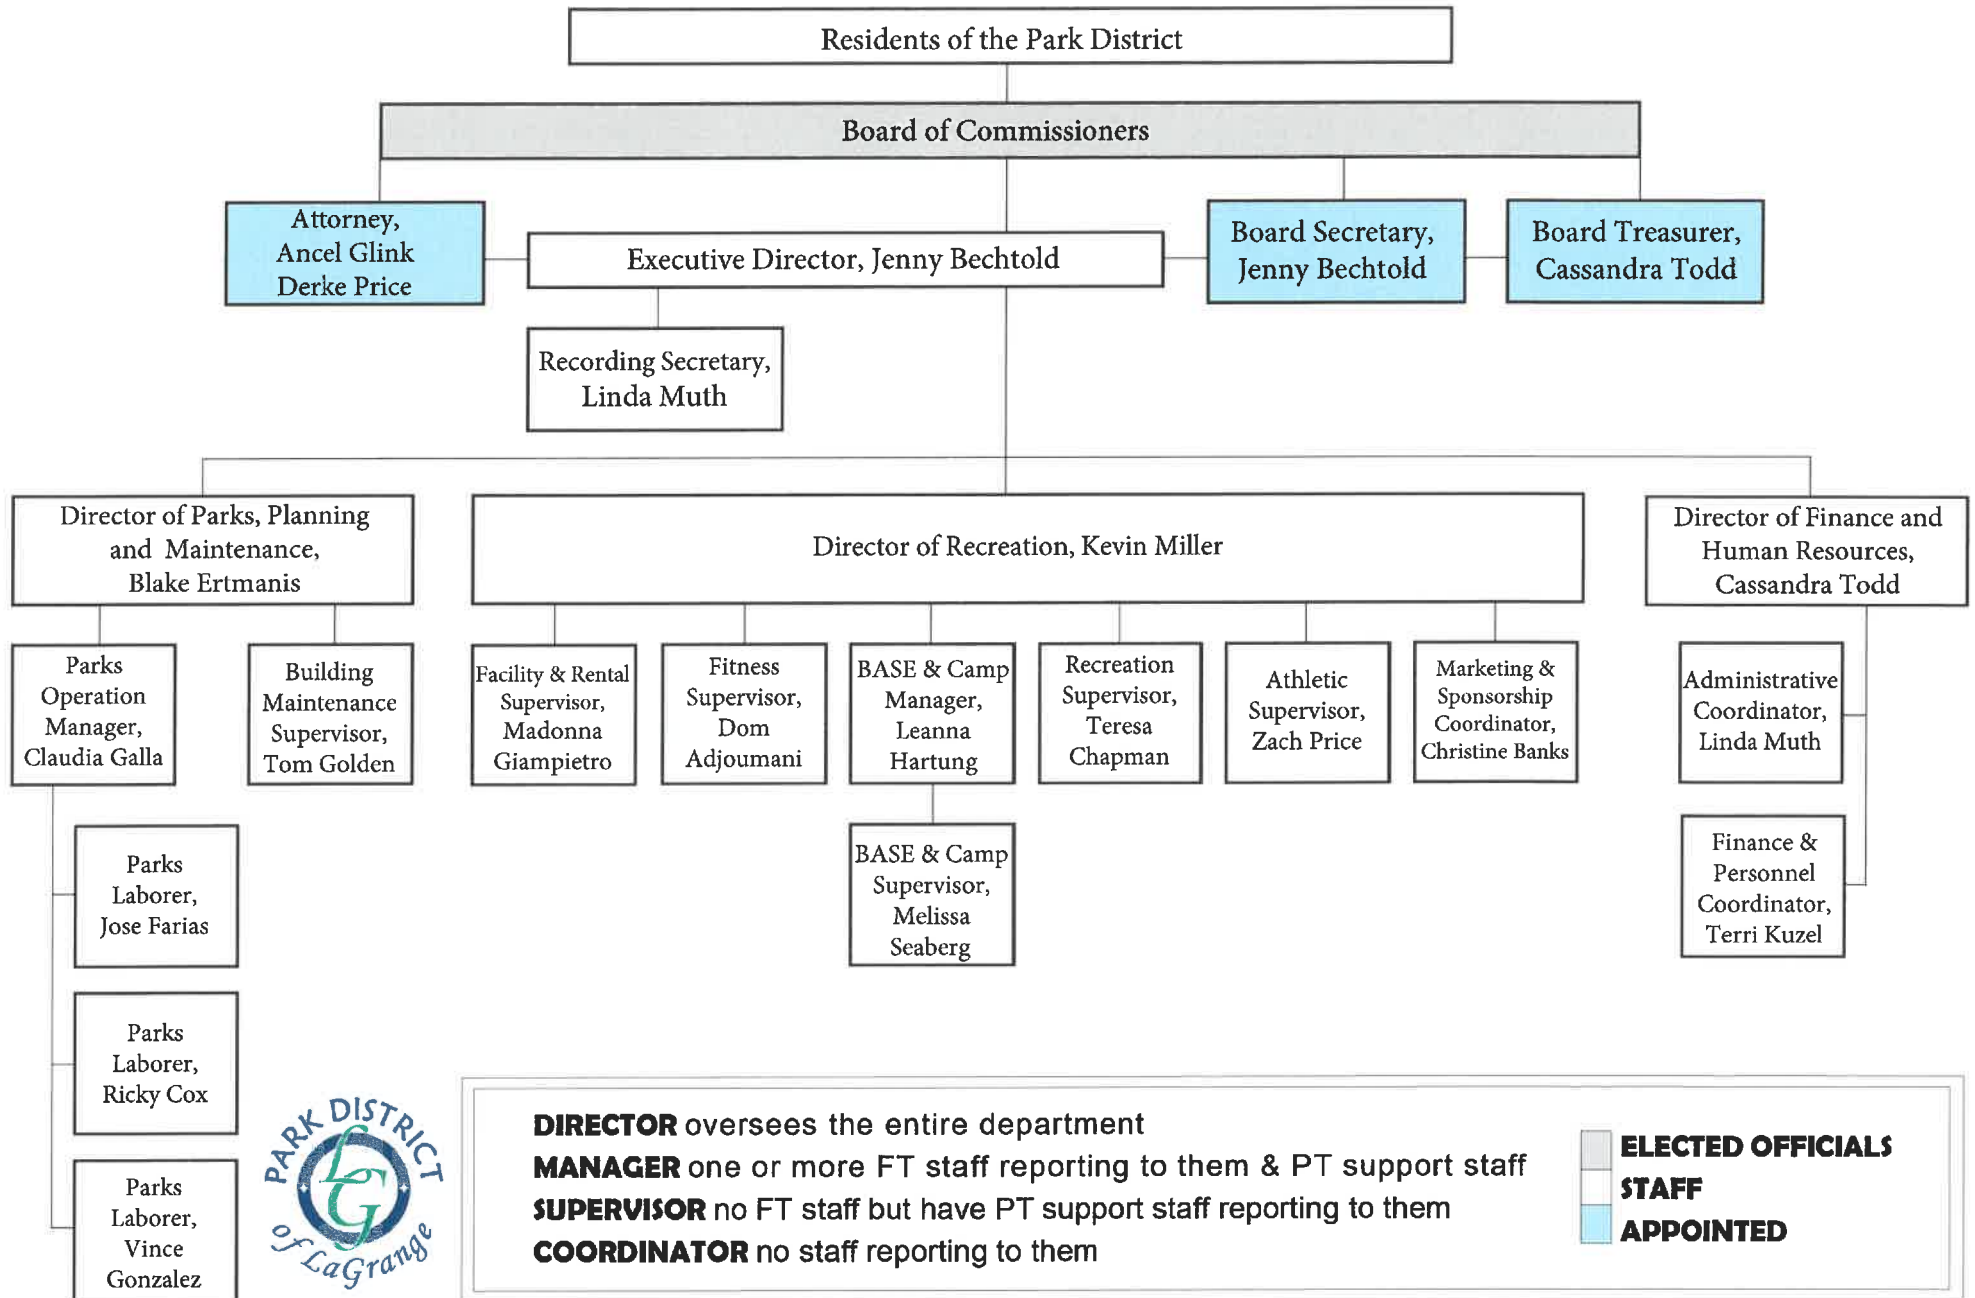 Residents of the Park District
Board of Commissioners
Attorney,
Ancel Glink
Derke Price
Executive Director, Jenny Bechtold
Board Secretary,
Jenny Bechtold
Board Treasurer,
Cassandra Todd
Recording Secretary,
Linda Muth
Director of Parks, Planning
and Maintenance,
Blake Ertmanis
Director of Recreation, Kevin Miller
Director of Finance and
Human Resources,
Cassandra Todd
Parks
Operation
Manager,
Claudia Galla
Building
Maintenance
Supervisor,
Tom Golden
Facility & Rental
Supervisor,
Madonna
Giampietro
Fitness
Supervisor,
Dom
Adjoumani
BASE & Camp
Manager,
Leanna
Hartung
Recreation
Supervisor,
Teresa
Chapman
Athletic
Supervisor,
Zach Price
Marketing &
Sponsorship
Coordinator,
Christine Banks
Administrative
Coordinator,
Linda Muth
Parks
Laborer,
Jose Farias
BASE & Camp
Supervisor,
Melissa
Seaberg
Finance &
Personnel
Coordinator,
Terri Kuzel
Parks
Laborer,
Ricky Cox
Parks
Laborer,
Vince
Gonzalez
PARK DISTRICT
LG
of LaGrange
DIRECTOR oversees the entire department
MANAGER one or more FT staff reporting to them & PT support staff
SUPERVISOR no FT staff but have PT support staff reporting to them
COORDINATOR no staff reporting to them
ELECTED OFFICIALS
STAFF
APPOINTED